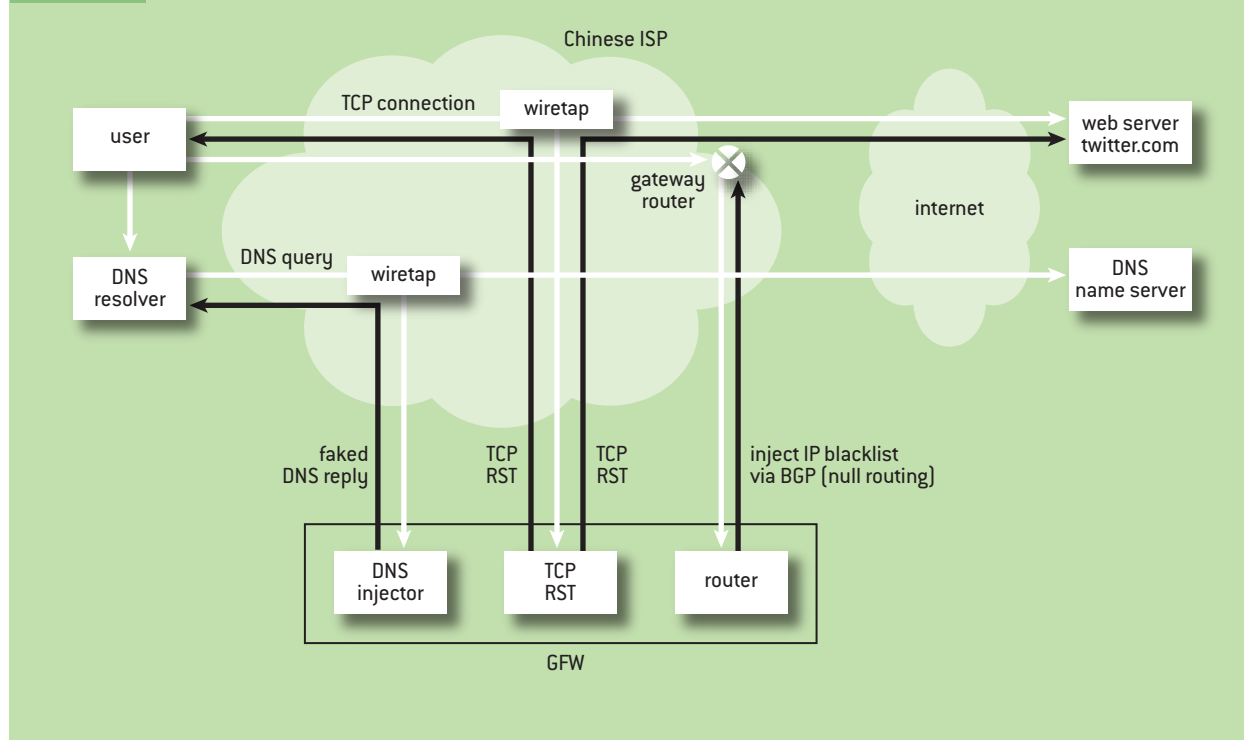 Chinese ISP
TCP connection
wiretap
user
web server
twitter.com
gateway
router
internet
DNS query
wiretap
DNS
resolver
DNS
name server
faked
DNS reply
TCP
RST
TCP
RST
inject IP blacklist
via BGP (null routing)
DNS
injector
TCP
RST
router
GFW